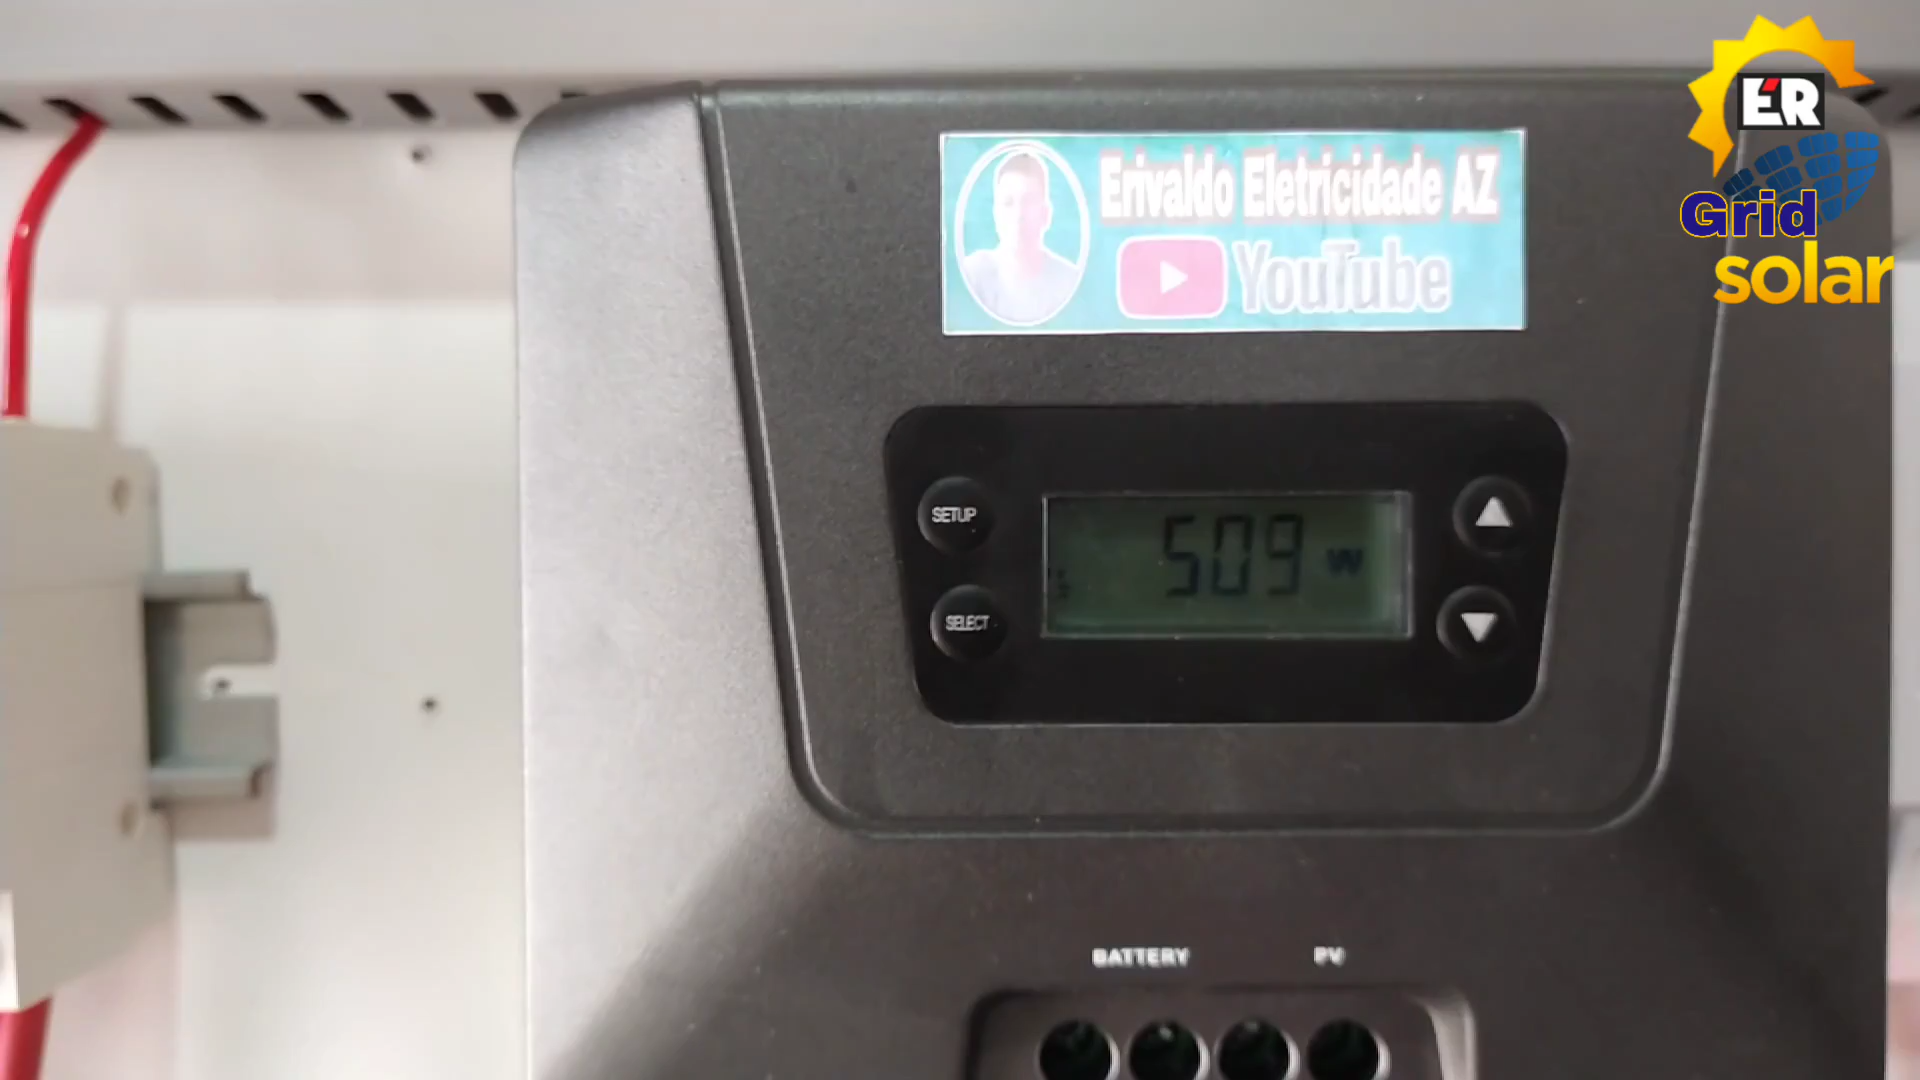 Erivaldo Eletricidade AZ
YouTube
ÉR
Grid
solar
SETUP
509 W
SELECT
BATTERY PV